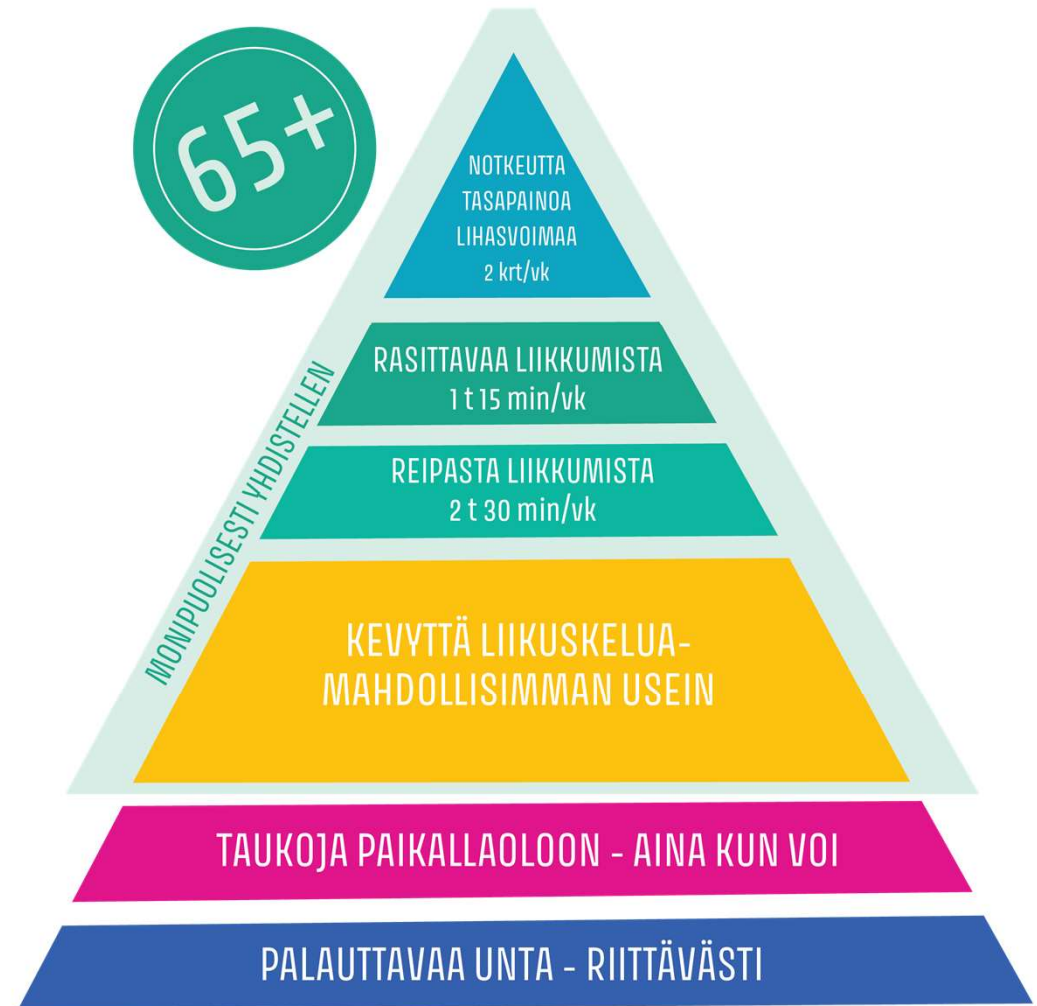 65+
NOTKEUTTA
TASAPAINOA
LIHASVOIMAA
2 krt/vk
RASITTAVAA LIIKKUMISTA
1 t 15 min/vk
REIPASTA LIIKKUMISTA
2 t 30 min/vk
MONIPUOLISESTI YHDISTELLEN
KEVYTTÄ LIIKUSKELUA-
MAHDOLLISIMMAN USEIN
TAUKOJA PAIKALLAOLOON - AINA KUN VOI
PALAUTTAVAA UNTA - RIITTÄVÄSTI